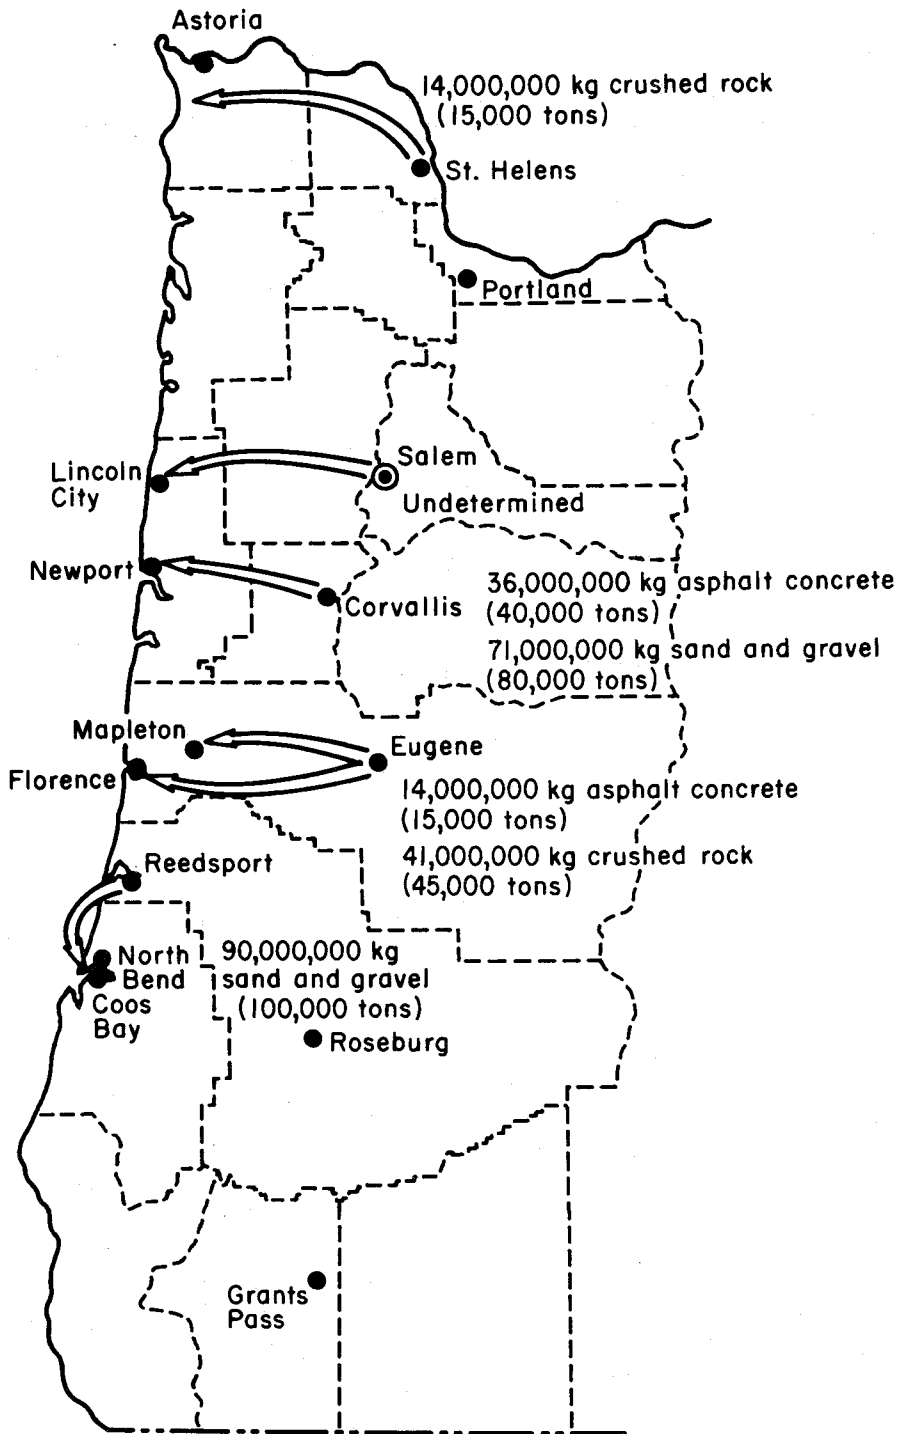 Astoria
14,000,000 kg crushed rock
(15,000 tons)
St. Helens
Portland
Lincoln
City
Salem
Undetermined
Newport
Corvallis
36,000,000 kg asphalt concrete
(40,000 tons)
71,000,000 kg sand and gravel
(80,000 tons)
Mapleton
Florence
Eugene
14,000,000 kg asphalt concrete
(15,000 tons)
41,000,000 kg crushed rock
(45,000 tons)
Reedsport
North
Bend
Coos
Bay
90,000,000 kg
sand and gravel
(100,000 tons)
Roseburg
Grants
Pass